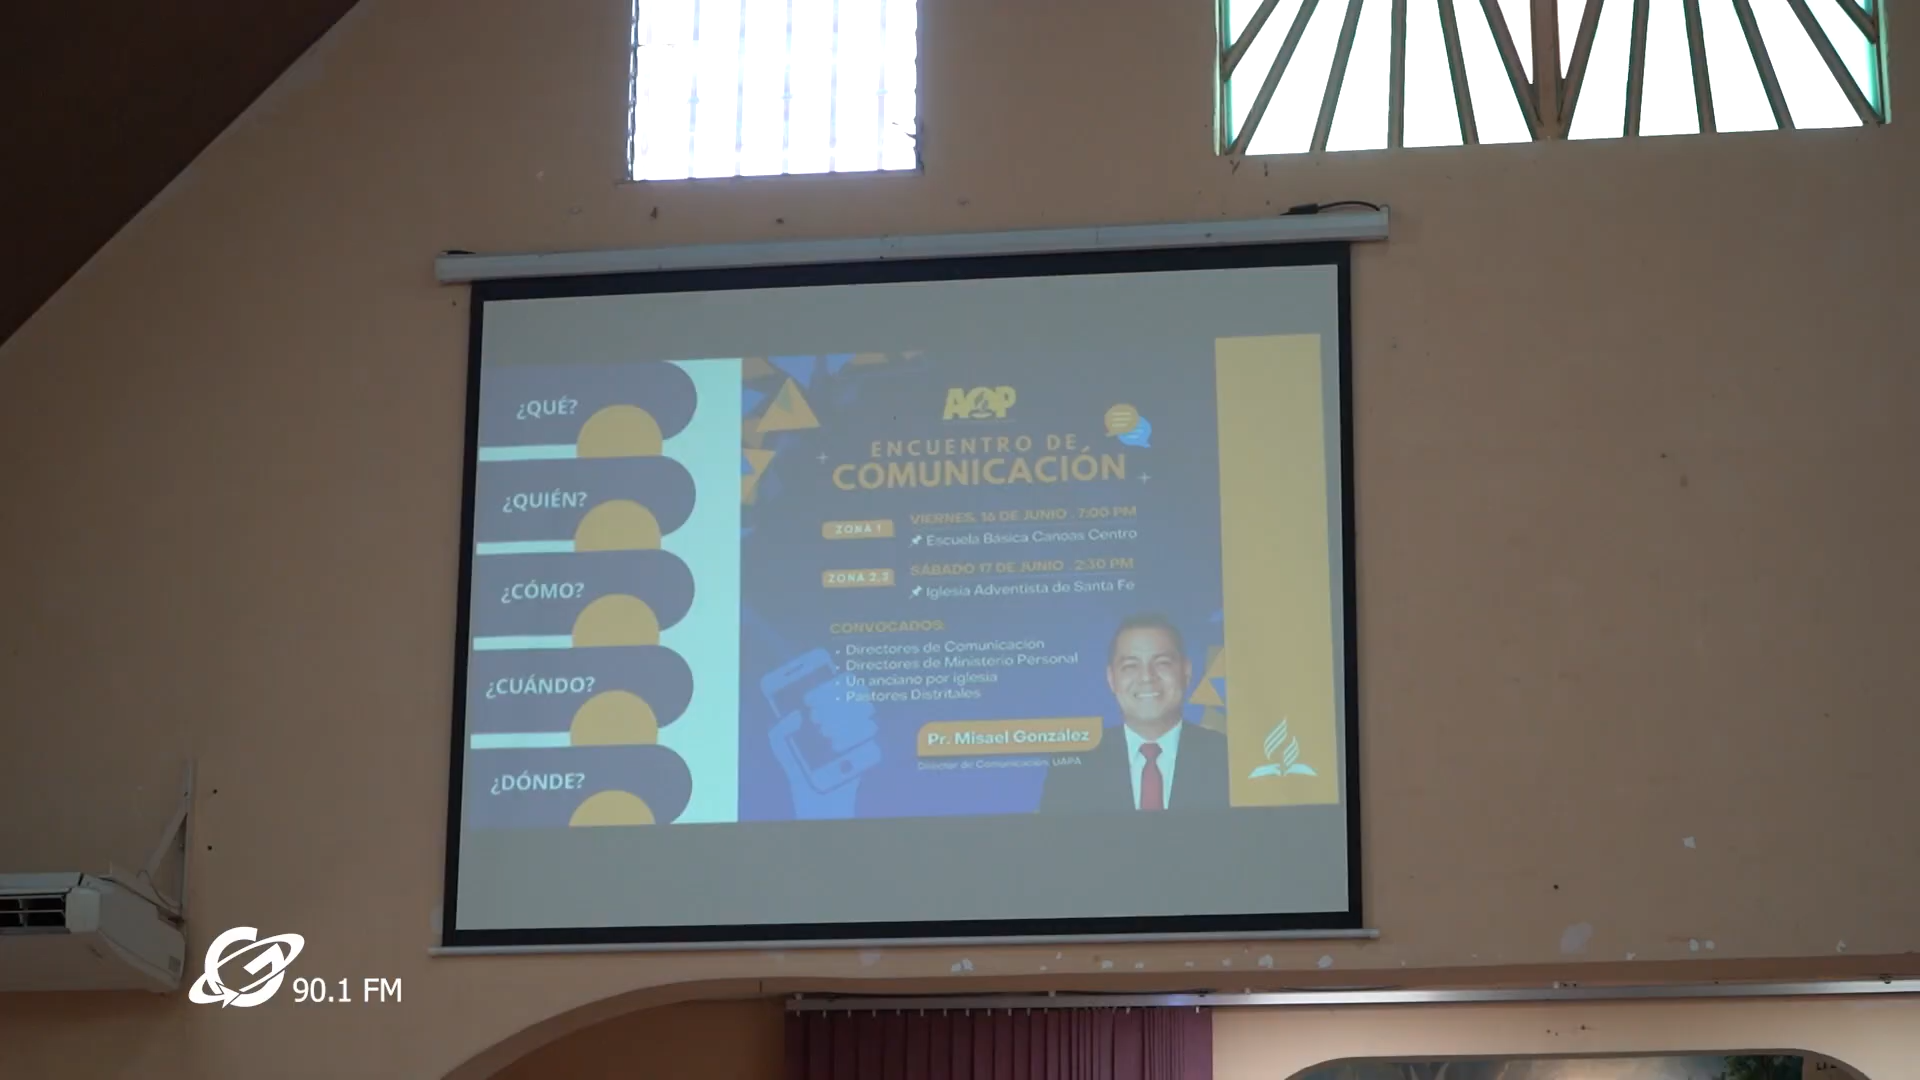 ¿QUÉ?
¿QUIÉN?
¿CÓMO?
¿CUÁNDO?
¿DÓNDE?
AOP
ENCUENTRO DE
COMUNICACIÓN
ZONA 1
VIERNES, 16 DE JUNIO . 7:00 PM
Escuela Básica Canoas Centro
ZONA 2,3
SÁBADO 17 DE JUNIO . 2:30 PM
Iglesia Adventista de Santa Fe
CONVOCADOS:
• Directores de Comunicación
• Directores de Ministerio Personal
• Un anciano por iglesia
• Pastores Distritales
Pr. Misael González
Director de Comunicación UAPA
90.1 FM